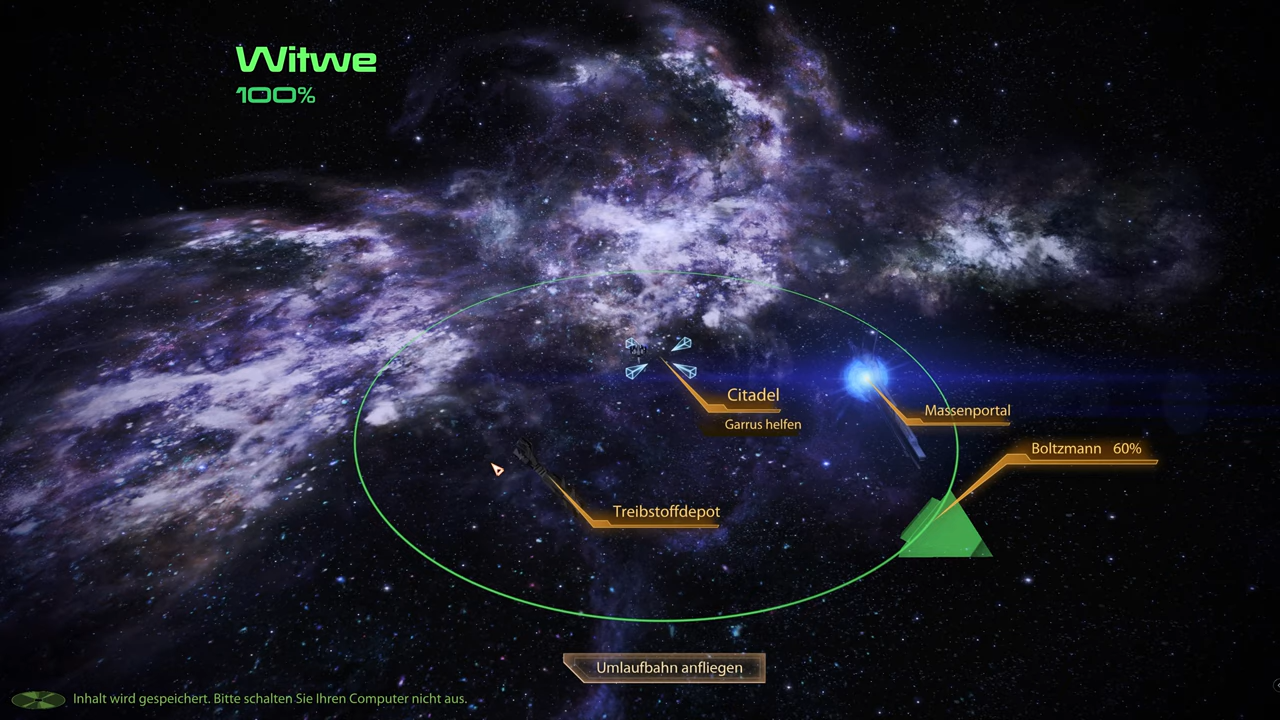 Witwe
100%
Citadel
Garrus helfen
Massenportal
Boltzmann 60%
Treibstoffdepot
Umlaufbahn anfliegen
Inhalt wird gespeichert. Bitte schalten Sie Ihren Computer nicht aus.